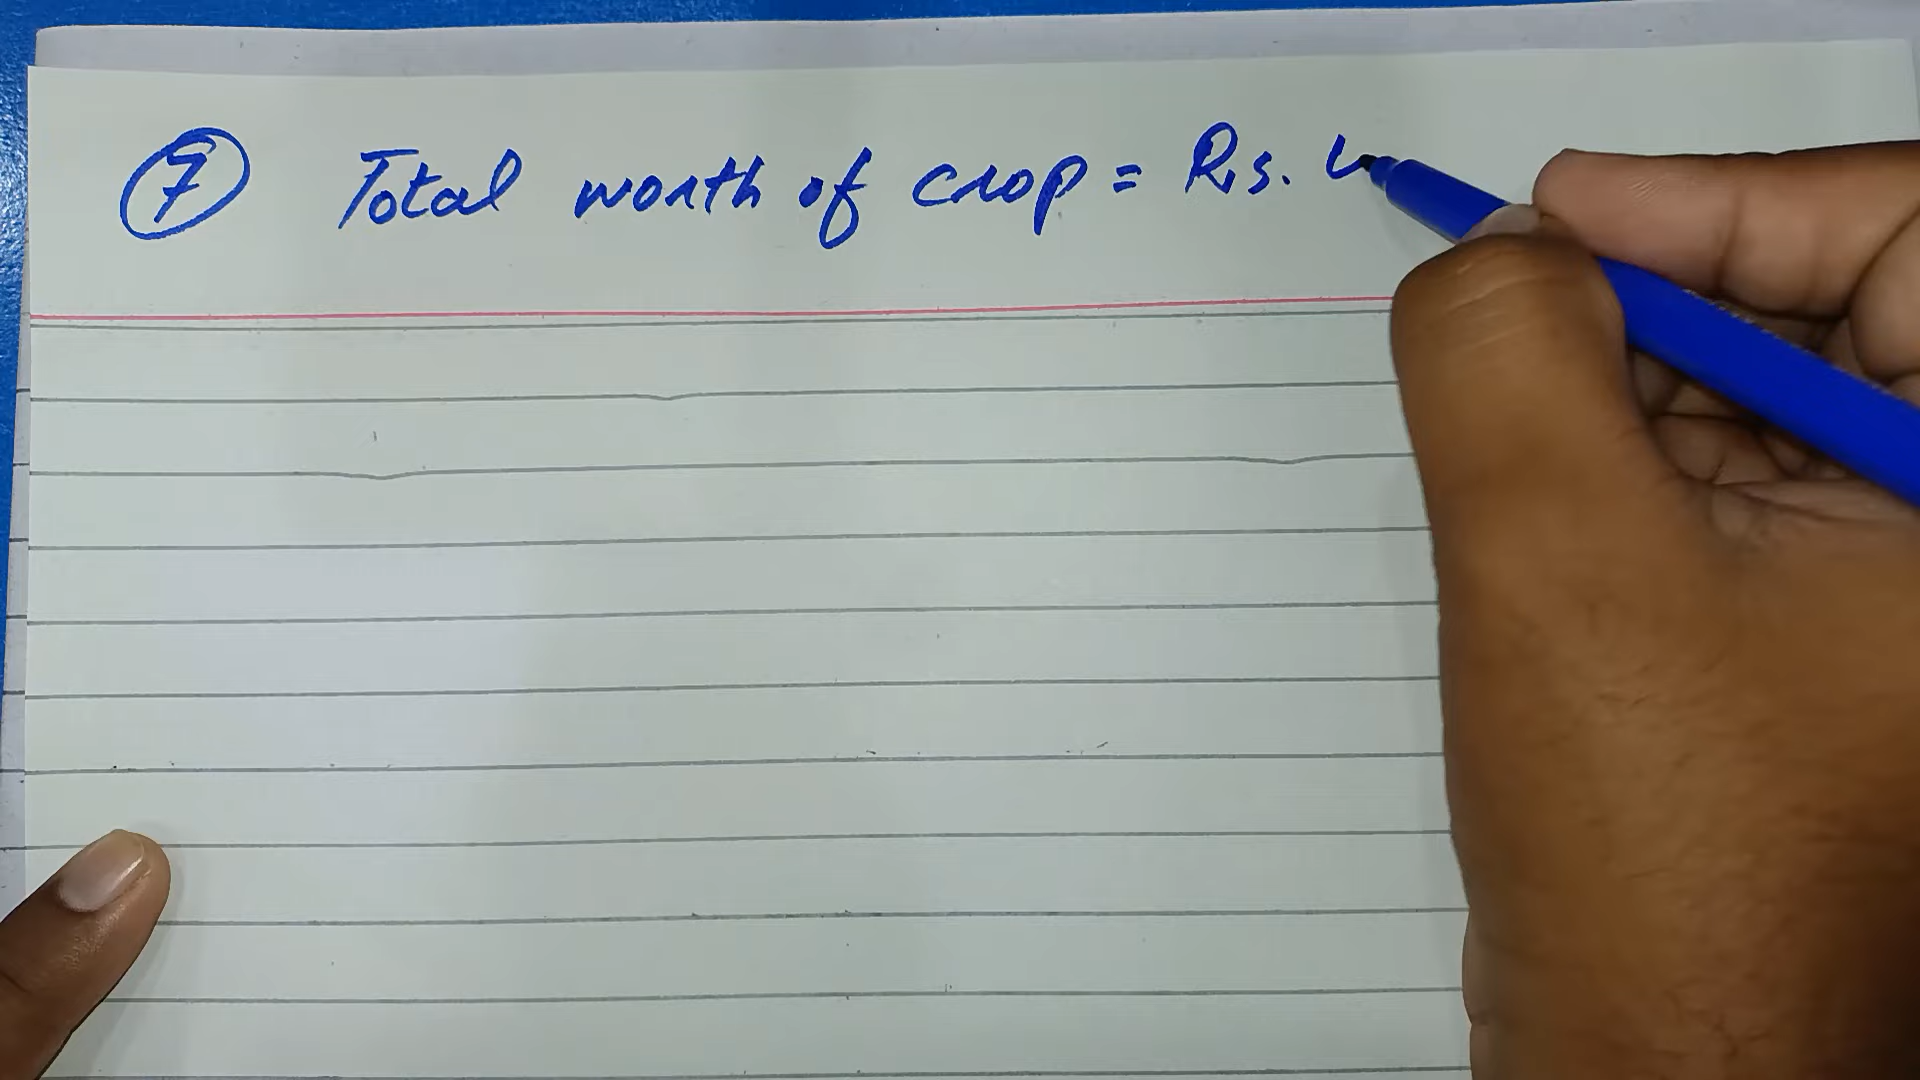 7 Total worth of crop = Rs.